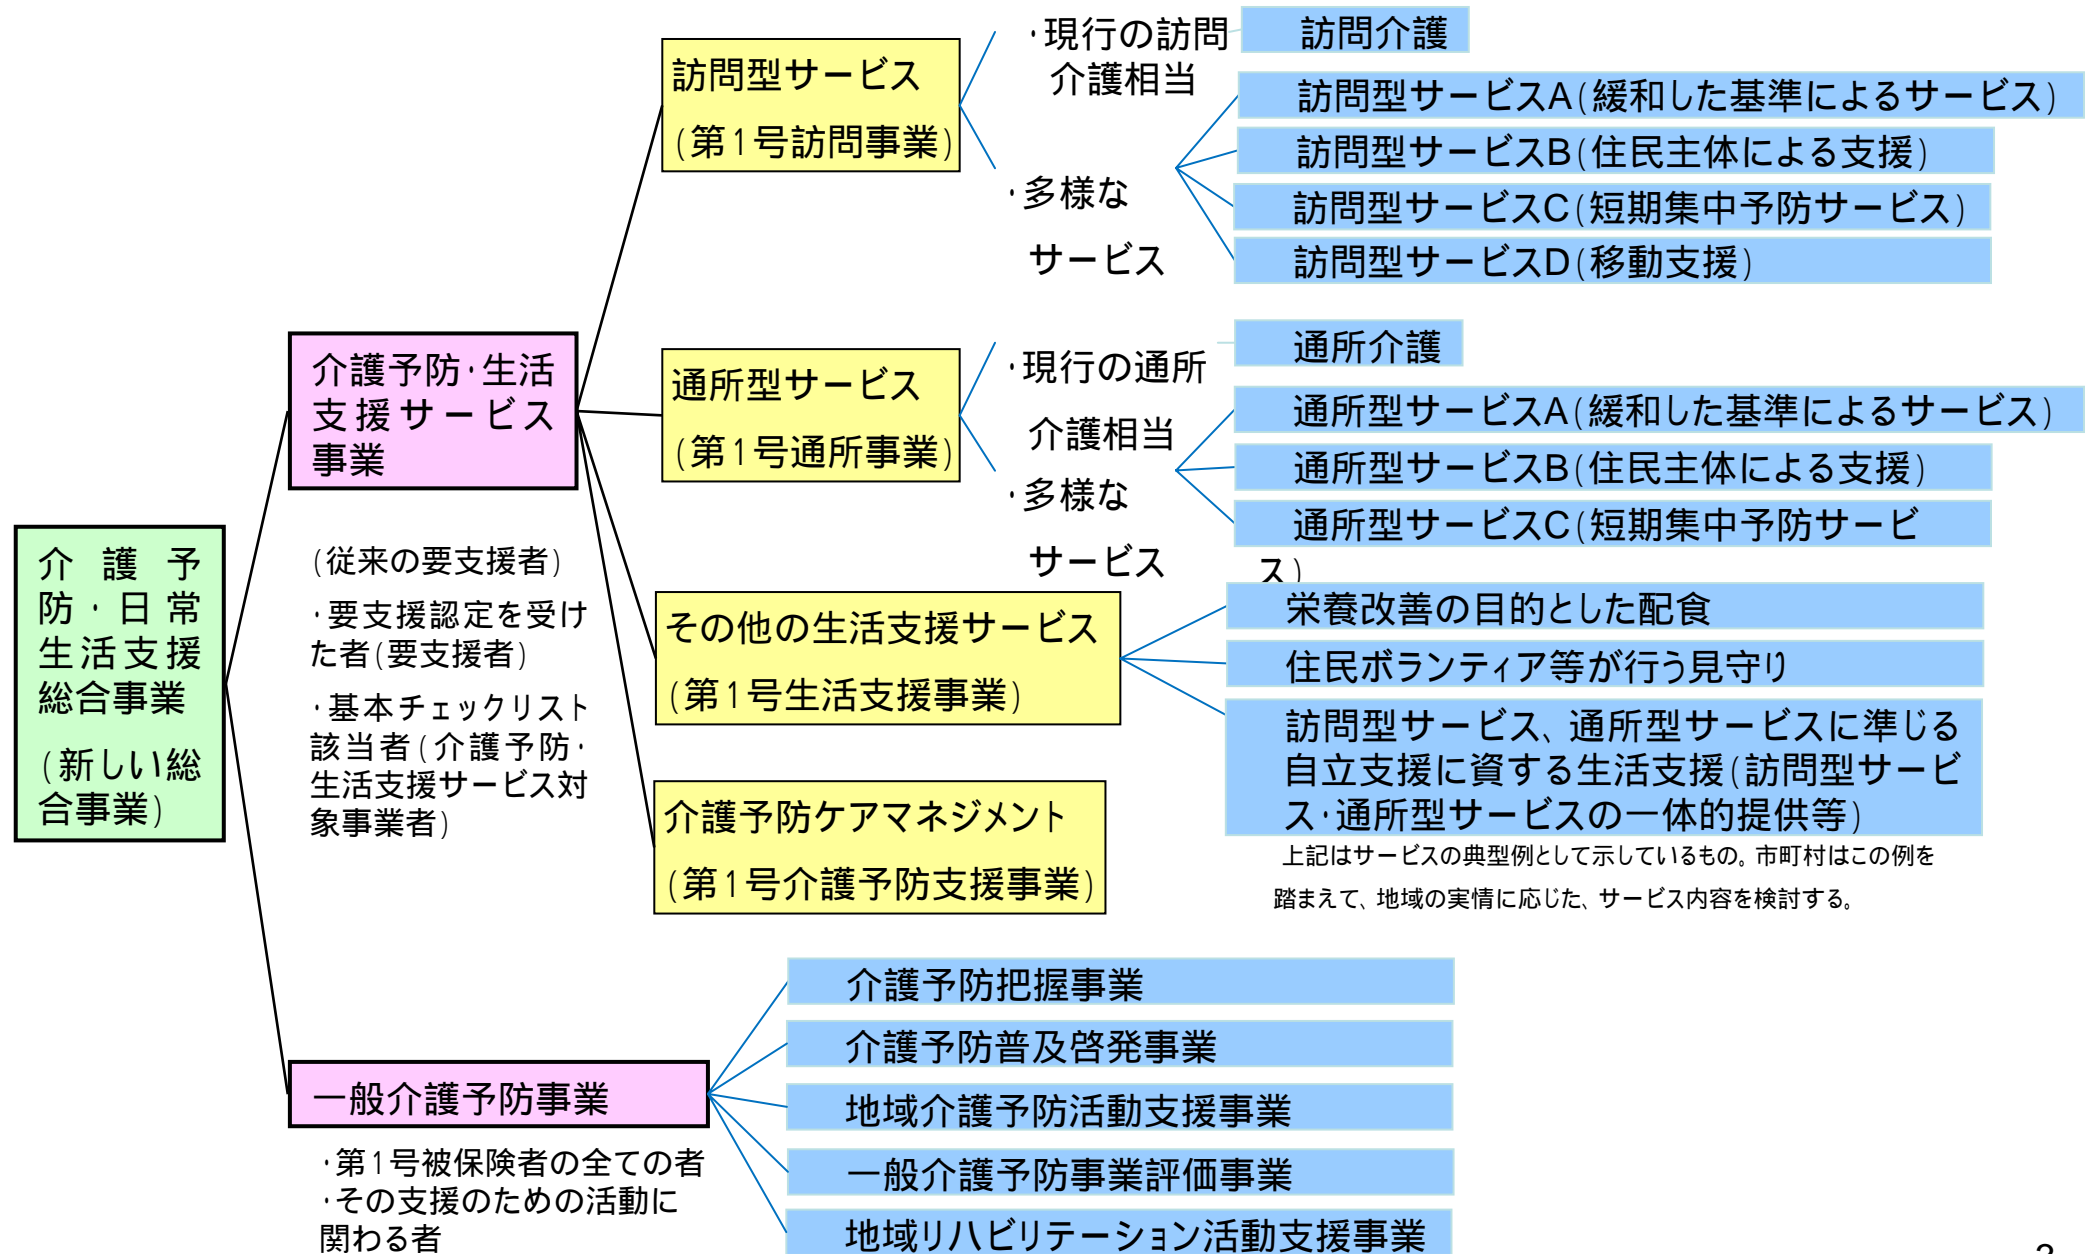 介護予
防・日常
生活支援
総合事業
(新しい総
合事業)
介護予防・生活
支援サービス
事業
(従来の要支援者)
・要支援認定を受け
た者(要支援者)
・基本チェックリスト
該当者(介護予防・
生活支援サービス対
象事業者)
訪問型サービス
(第1号訪問事業)
・現行の訪問
介護相当
・多様な
サービス
訪問介護
訪問型サービスA(緩和した基準によるサービス)
訪問型サービスB(住民主体による支援)
訪問型サービスC(短期集中予防サービス)
訪問型サービスD(移動支援)
通所型サービス
(第1号通所事業)
・現行の通所
介護相当
・多様な
サービス
通所介護
通所型サービスA(緩和した基準によるサービス)
通所型サービスB(住民主体による支援)
通所型サービスC(短期集中予防サービ
ス)
その他の生活支援サービス
(第1号生活支援事業)
栄養改善の目的とした配食
住民ボランティア等が行う見守り
訪問型サービス、通所型サービスに準じる
自立支援に資する生活支援(訪問型サービ
ス・通所型サービスの一体的提供等)
介護予防ケアマネジメント
(第1号介護予防支援事業)
上記はサービスの典型例として示しているもの。市町村はこの例を
踏まえて、地域の実情に応じた、サービス内容を検討する。
一般介護予防事業
・第1号被保険者の全ての者
・その支援のための活動に
関わる者
介護予防把握事業
介護予防普及啓発事業
地域介護予防活動支援事業
一般介護予防事業評価事業
地域リハビリテーション活動支援事業